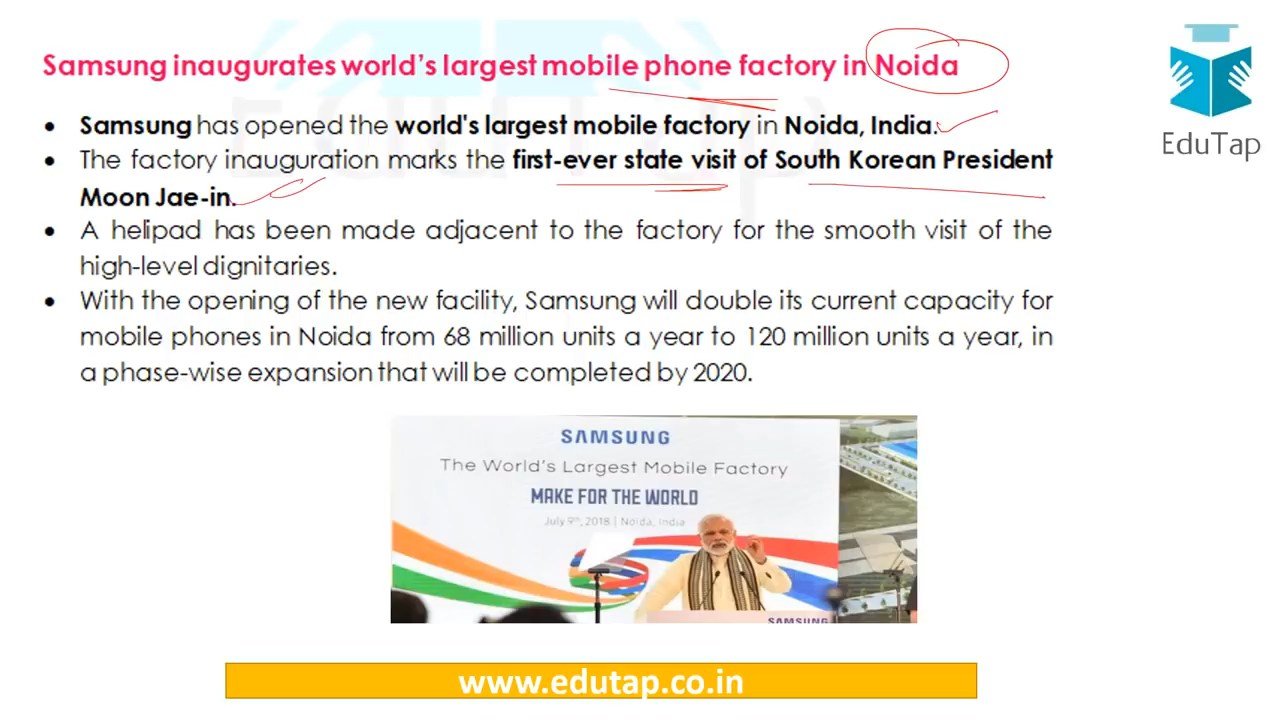 Samsung inaugurates world's largest mobile phone factory in Noida
EduTap
• Samsung has opened the world's largest mobile factory in Noida, India.
• The factory inauguration marks the first-ever state visit of South Korean President
Moon Jae-in.
• A helipad has been made adjacent to the factory for the smooth visit of the
high-level dignitaries.
• With the opening of the new facility, Samsung will double its current capacity for
mobile phones in Noida from 68 million units a year to 120 million units a year, in
a phase-wise expansion that will be completed by 2020.
SAMSUNG
The World's Largest Mobile Factory
MAKE FOR THE WORLD
July 9th, 2018 | Noida, India
SAMSUNG
www.edutap.co.in